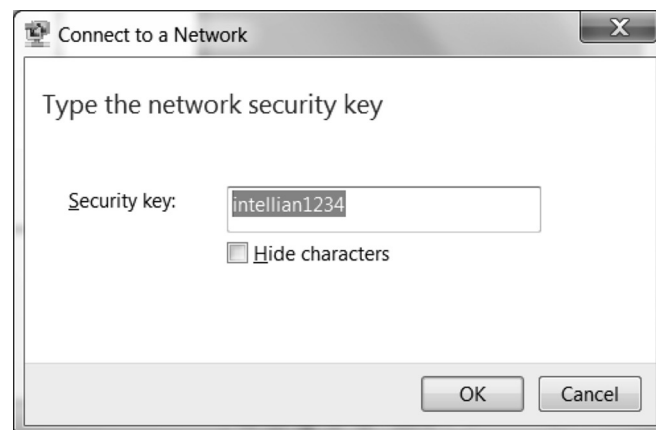 Connect to a Network
X
Type the network security key
Security key: intellian1234
Hide characters
OK Cancel